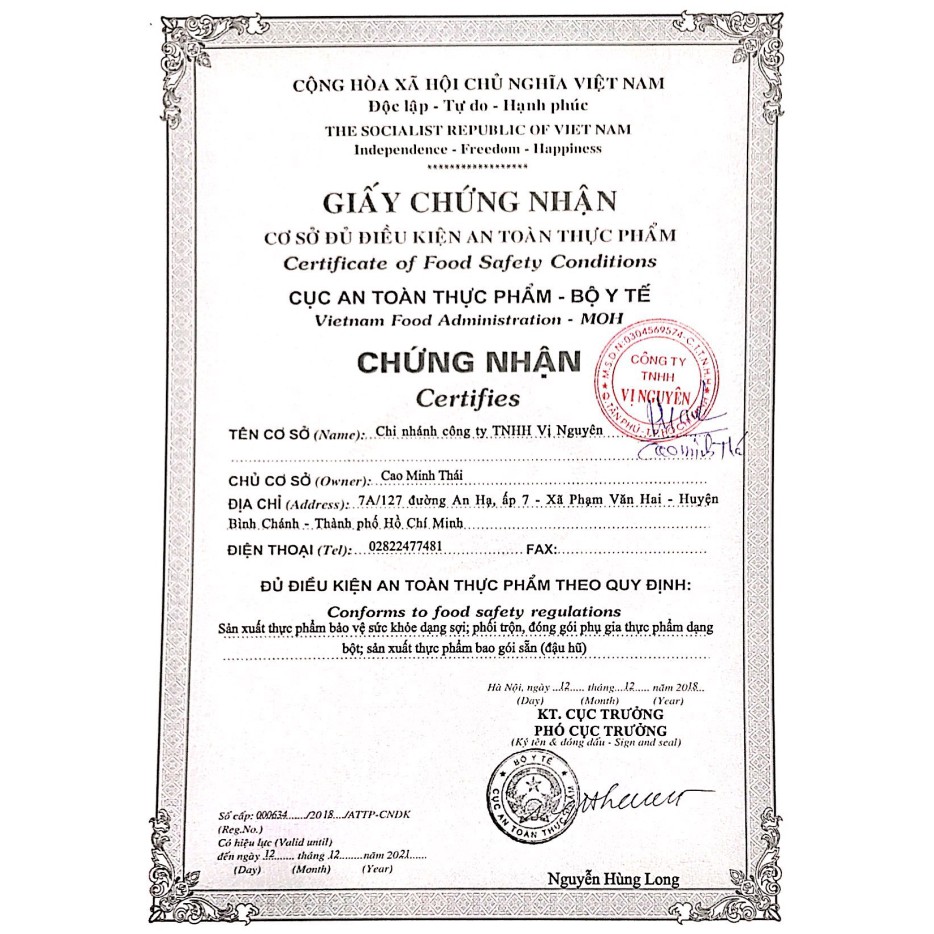 CỘNG HÒA XÃ HỘI CHỦ NGHĨA VIỆT NAM
Độc lập - Tự do - Hạnh phúc
THE SOCIALIST REPUBLIC OF VIET NAM
Independence - Freedom - Happiness
******************
GIẤY CHỨNG NHẬN
CƠ SỞ ĐỦ ĐIỀU KIỆN AN TOÀN THỰC PHẨM
Certificate of Food Safety Conditions
CỤC AN TOÀN THỰC PHẨM - BỘ Y TẾ
Vietnam Food Administration - MOH
CHỨNG NHẬN
Certifies
M.S.D.N:0304569574-C.T.T.N.H.H
CÔNG TY
TNHH
VỊ NGUYÊN
Q.TÂN PHÚ-T.P HỒ CHÍ MINH
Cao Minh Thái
TÊN CƠ SỞ (Name): Chi nhánh công ty TNHH Vị Nguyên
CHỦ CƠ SỞ (Owner): Cao Minh Thái
ĐỊA CHỈ (Address): 7A/127 đường An Hạ, ấp 7 - Xã Phạm Văn Hai - Huyện
Bình Chánh - Thành phố Hồ Chí Minh
ĐIỆN THOẠI (Tel): 02822477481 FAX:
ĐỦ ĐIỀU KIỆN AN TOÀN THỰC PHẨM THEO QUY ĐỊNH:
Conforms to food safety regulations
Sản xuất thực phẩm bảo vệ sức khỏe dạng sợi; phối trộn, đóng gói phụ gia thực phẩm dạng
bột; sản xuất thực phẩm bao gói sẵn (đậu hũ)
Hà Nội, ngày 12 tháng 12 năm 2018
(Day) (Month) (Year)
KT. CỤC TRƯỞNG
PHÓ CỤC TRƯỞNG
(Ký tên & đóng dấu - Sign and seal)
BỘ Y TẾ
CỤC AN TOÀN THỰC PHẨM
Số cấp: 000634/2018/ATTP-CNDK
(Reg.No.)
Có hiệu lực (Valid until)
đến ngày 12 tháng 12 năm 2021
(Day) (Month) (Year)
Nguyễn Hùng Long